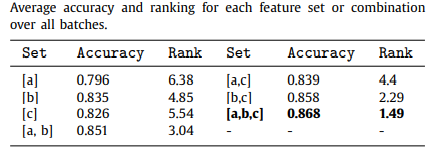 Average accuracy and ranking for each feature set or combination
over all batches.
Set Accuracy Rank Set Accuracy Rank
[a] 0.796 6.38 [a,c] 0.839 4.4
[b] 0.835 4.85 [b,c] 0.858 2.29
[c] 0.826 5.54 [a,b,c] 0.868 1.49
[a, b] 0.851 3.04 - - -